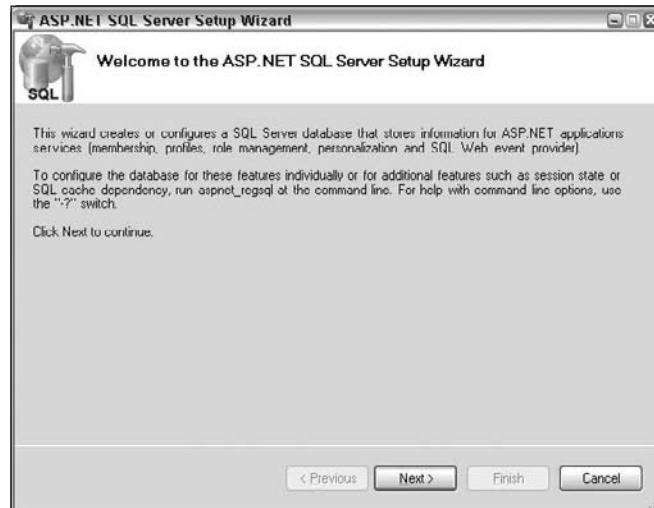 ASP.NET SQL Server Setup Wizard
Welcome to the ASP.NET SQL Server Setup Wizard
SQL
This wizard creates or configures a SQL Server database that stores information for ASP.NET applications
services (membership, profiles, role management, personalization and SQL Web event provider).
To configure the database for these features individually or for additional features such as session state or
SQL cache dependency, run aspnet_regsql at the command line. For help with command line options, use
the "-?" switch.
Click Next to continue.
< Previous
Next >
Finish
Cancel